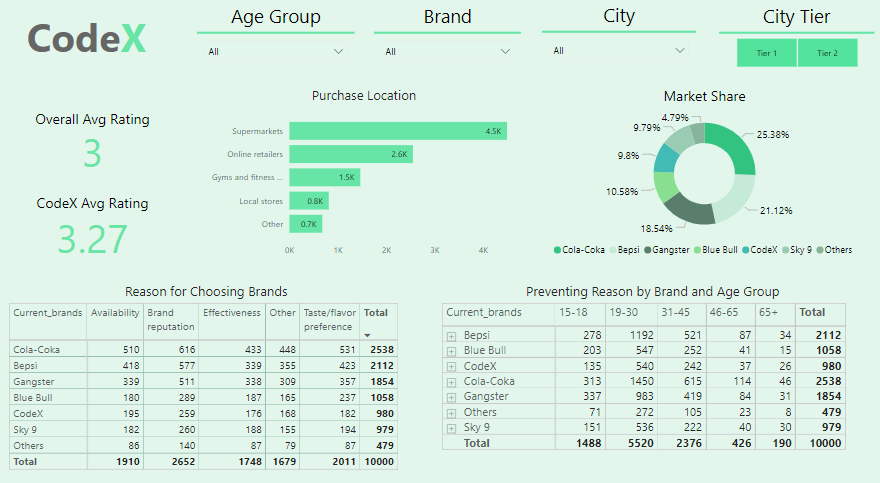 CodeX
Age Group
All
Brand
All
City
All
City Tier
Tier 1
Tier 2
Overall Avg Rating
3
CodeX Avg Rating
3.27
Purchase Location
Supermarkets 4.5K
Online retailers 2.6K
Gyms and fitness ... 1.5K
Local stores 0.8K
Other 0.7K
0K 1K 2K 3K 4K
Market Share
25.38%
21.12%
18.54%
10.58%
9.8%
9.79%
4.79%
Cola-Coka Bepsi Gangster Blue Bull CodeX Sky 9 Others
Reason for Choosing Brands
Current_brands Availability Brand reputation Effectiveness Other Taste/flavor preference Total
Cola-Coka 510 616 433 448 531 2538
Bepsi 418 577 339 355 423 2112
Gangster 339 511 338 309 357 1854
Blue Bull 180 289 187 165 237 1058
CodeX 195 259 176 168 182 980
Sky 9 182 260 188 155 194 979
Others 86 140 87 79 87 479
Total 1910 2652 1748 1679 2011 10000
Preventing Reason by Brand and Age Group
Current_brands 15-18 19-30 31-45 46-65 65+ Total
Bepsi 278 1192 521 87 34 2112
Blue Bull 203 547 252 41 15 1058
CodeX 135 540 242 37 26 980
Cola-Coka 313 1450 615 114 46 2538
Gangster 337 983 419 84 31 1854
Others 71 272 105 23 8 479
Sky 9 151 536 222 40 30 979
Total 1488 5520 2376 426 190 10000